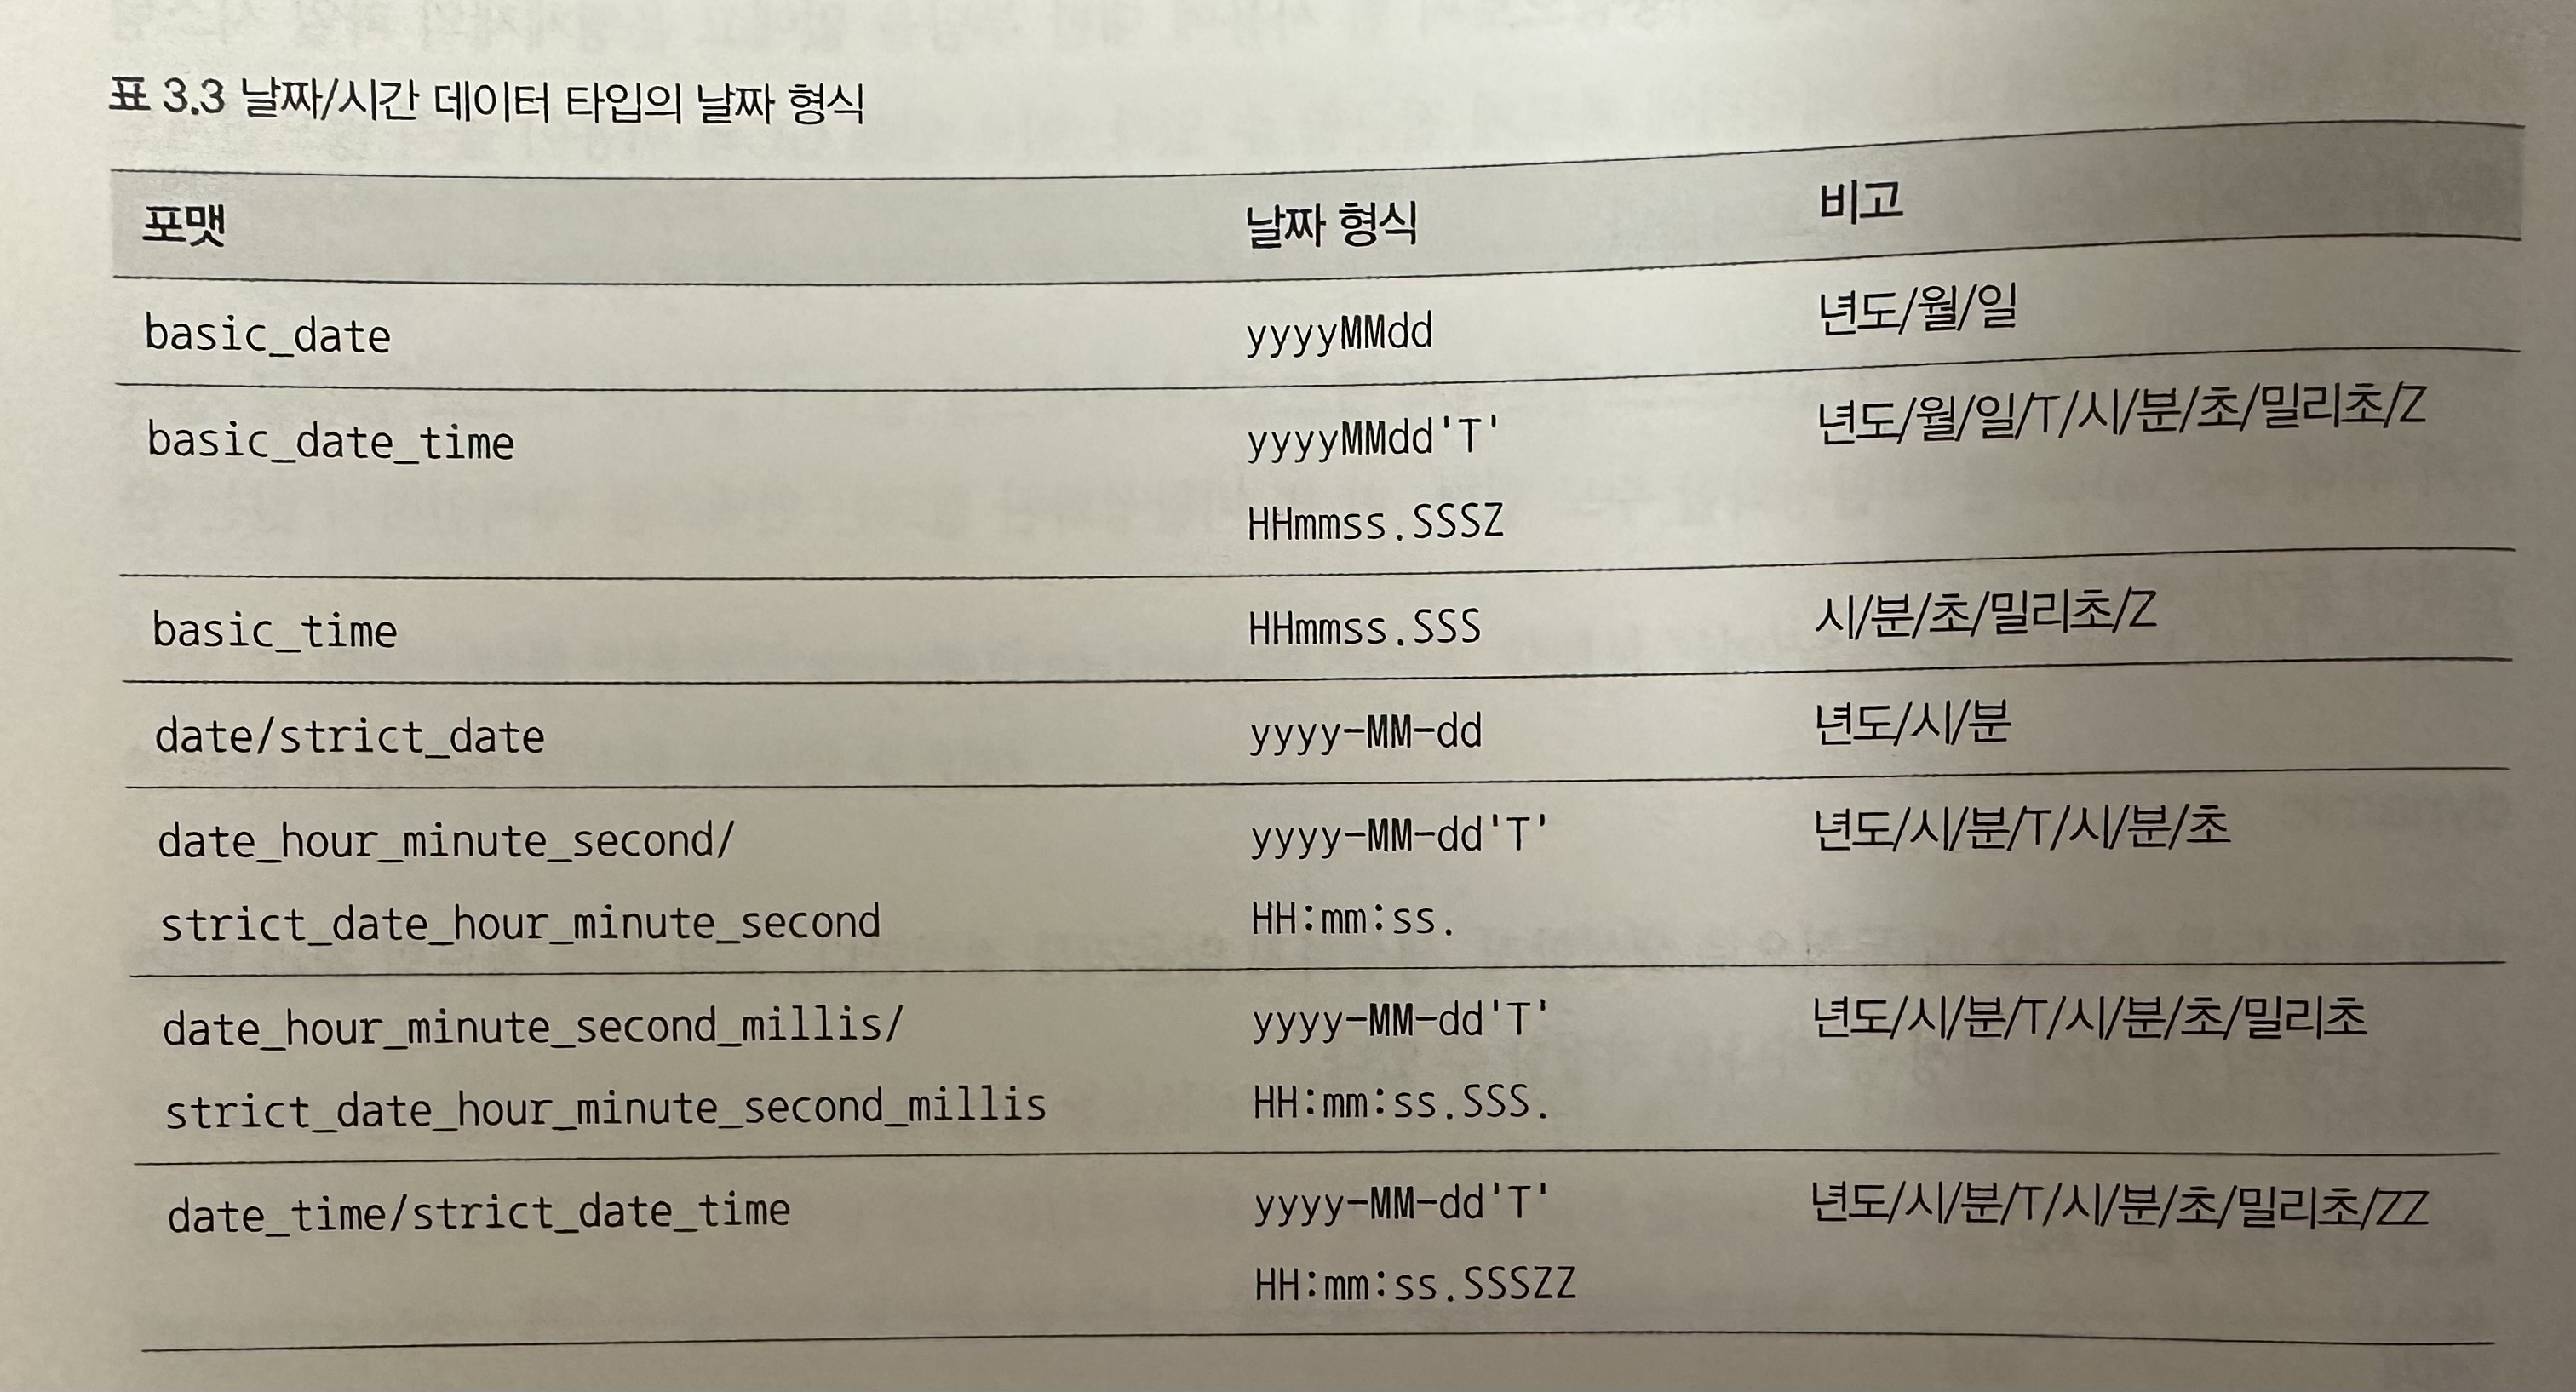 표 3.3 날짜/시간 데이터 타입의 날짜 형식
포맷 날짜 형식 비고
basic_date yyyyMMdd 년도/월/일
basic_date_time yyyyMMdd'T' 년도/월/일/T/시/분/초/밀리초/Z
HHmmss.SSSZ
basic_time HHmmss.SSS 시/분/초/밀리초/Z
date/strict_date yyyy-MM-dd 년도/시/분
date_hour_minute_second/ yyyy-MM-dd'T' 년도/시/분/T/시/분/초
strict_date_hour_minute_second HH:mm:ss.
date_hour_minute_second_millis/ yyyy-MM-dd'T' 년도/시/분/T/시/분/초/밀리초
strict_date_hour_minute_second_millis HH:mm:ss.SSS.
date_time/strict_date_time yyyy-MM-dd'T' 년도/시/분/T/시/분/초/밀리초/ZZ
HH:mm:ss.SSSZZ